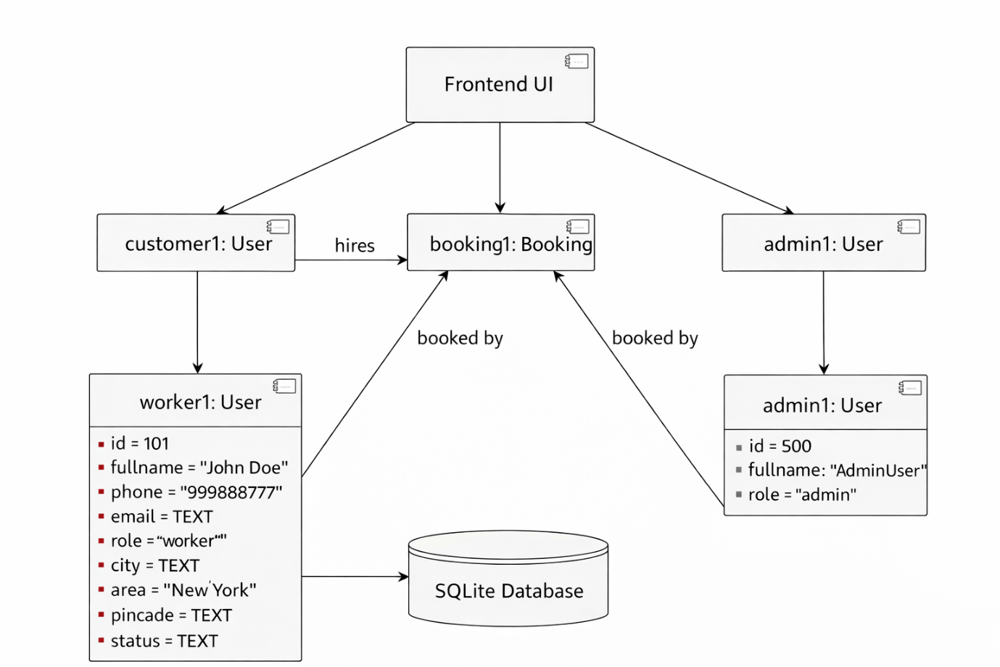 Frontend UI
customer1: User
hires
booking1: Booking
admin1: User
booked by
booked by
worker1: User
id = 101
fullname = "John Doe"
phone = "999888777"
email = TEXT
role =“worker“"
city = TEXT
area = "New'York"
pincade = TEXT
status = TEXT
admin1: User
id = 500
fullname: "AdminUser"
role = "admin"
SQLite Database